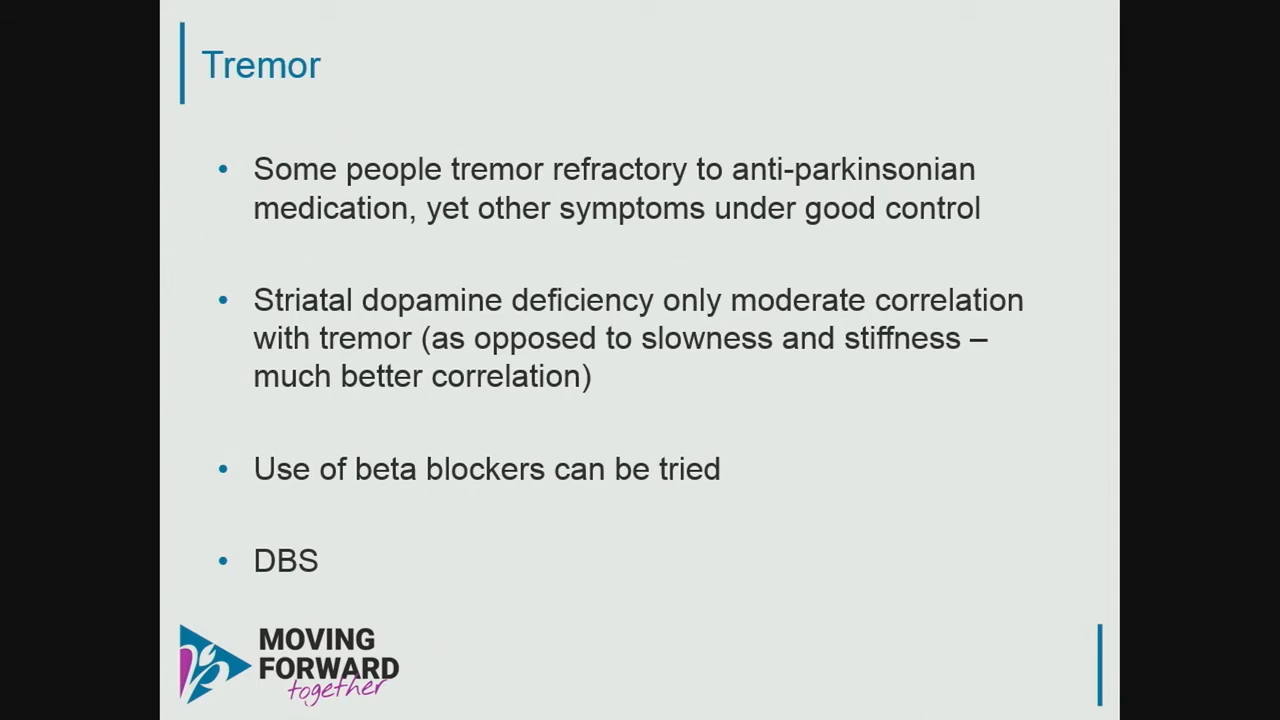 Tremor
• Some people tremor refractory to anti-parkinsonian
medication, yet other symptoms under good control
• Striatal dopamine deficiency only moderate correlation
with tremor (as opposed to slowness and stiffness –
much better correlation)
• Use of beta blockers can be tried
• DBS
MOVING
FORWARD
together